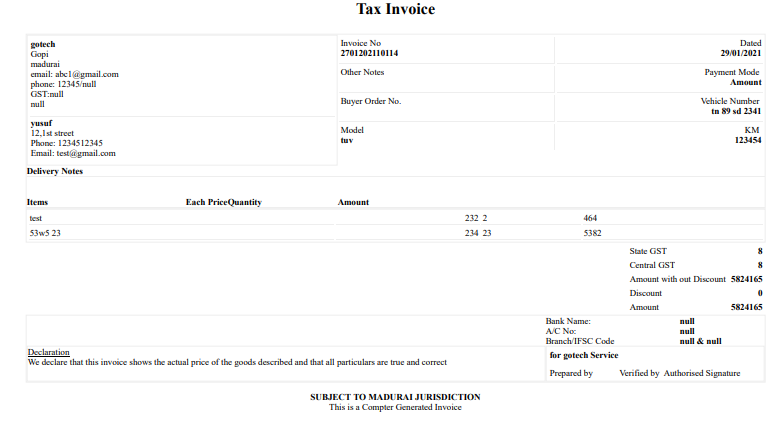 Tax Invoice
gotech
Gopi
madurai
email: abc1@gmail.com
phone: 12345/null
GST:null
null
yusuf
12,1st street
Phone: 1234512345
Email: test@gmail.com
Invoice No
2701202110114
Dated
29/01/2021
Other Notes
Payment Mode
Amount
Buyer Order No.
Vehicle Number
tn 89 sd 2341
Model
tuv
KM
123454
Delivery Notes
Items Each PriceQuantity Amount
test 232 2 464
53w5 23 234 23 5382
State GST 8
Central GST 8
Amount with out Discount 5824165
Discount 0
Amount 5824165
Bank Name: null
A/C No: null
Branch/IFSC Code null & null
Declaration
We declare that this invoice shows the actual price of the goods described and that all particulars are true and correct
for gotech Service
Prepared by Verified by Authorised Signature
SUBJECT TO MADURAI JURISDICTION
This is a Compter Generated Invoice